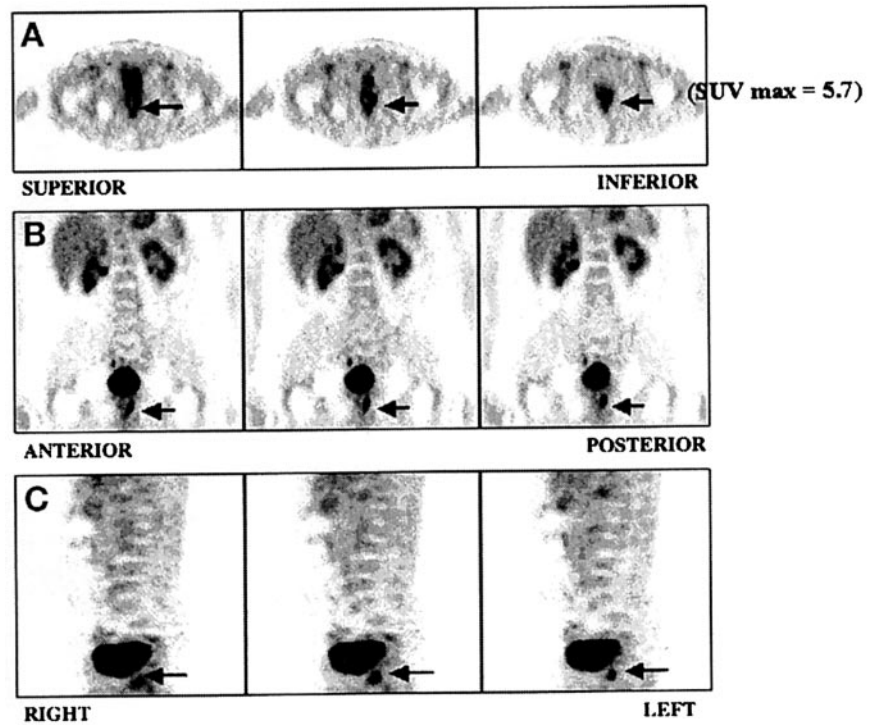 A
(SUV max = 5.7)
SUPERIOR
INFERIOR
B
ANTERIOR
POSTERIOR
C
RIGHT
LEFT